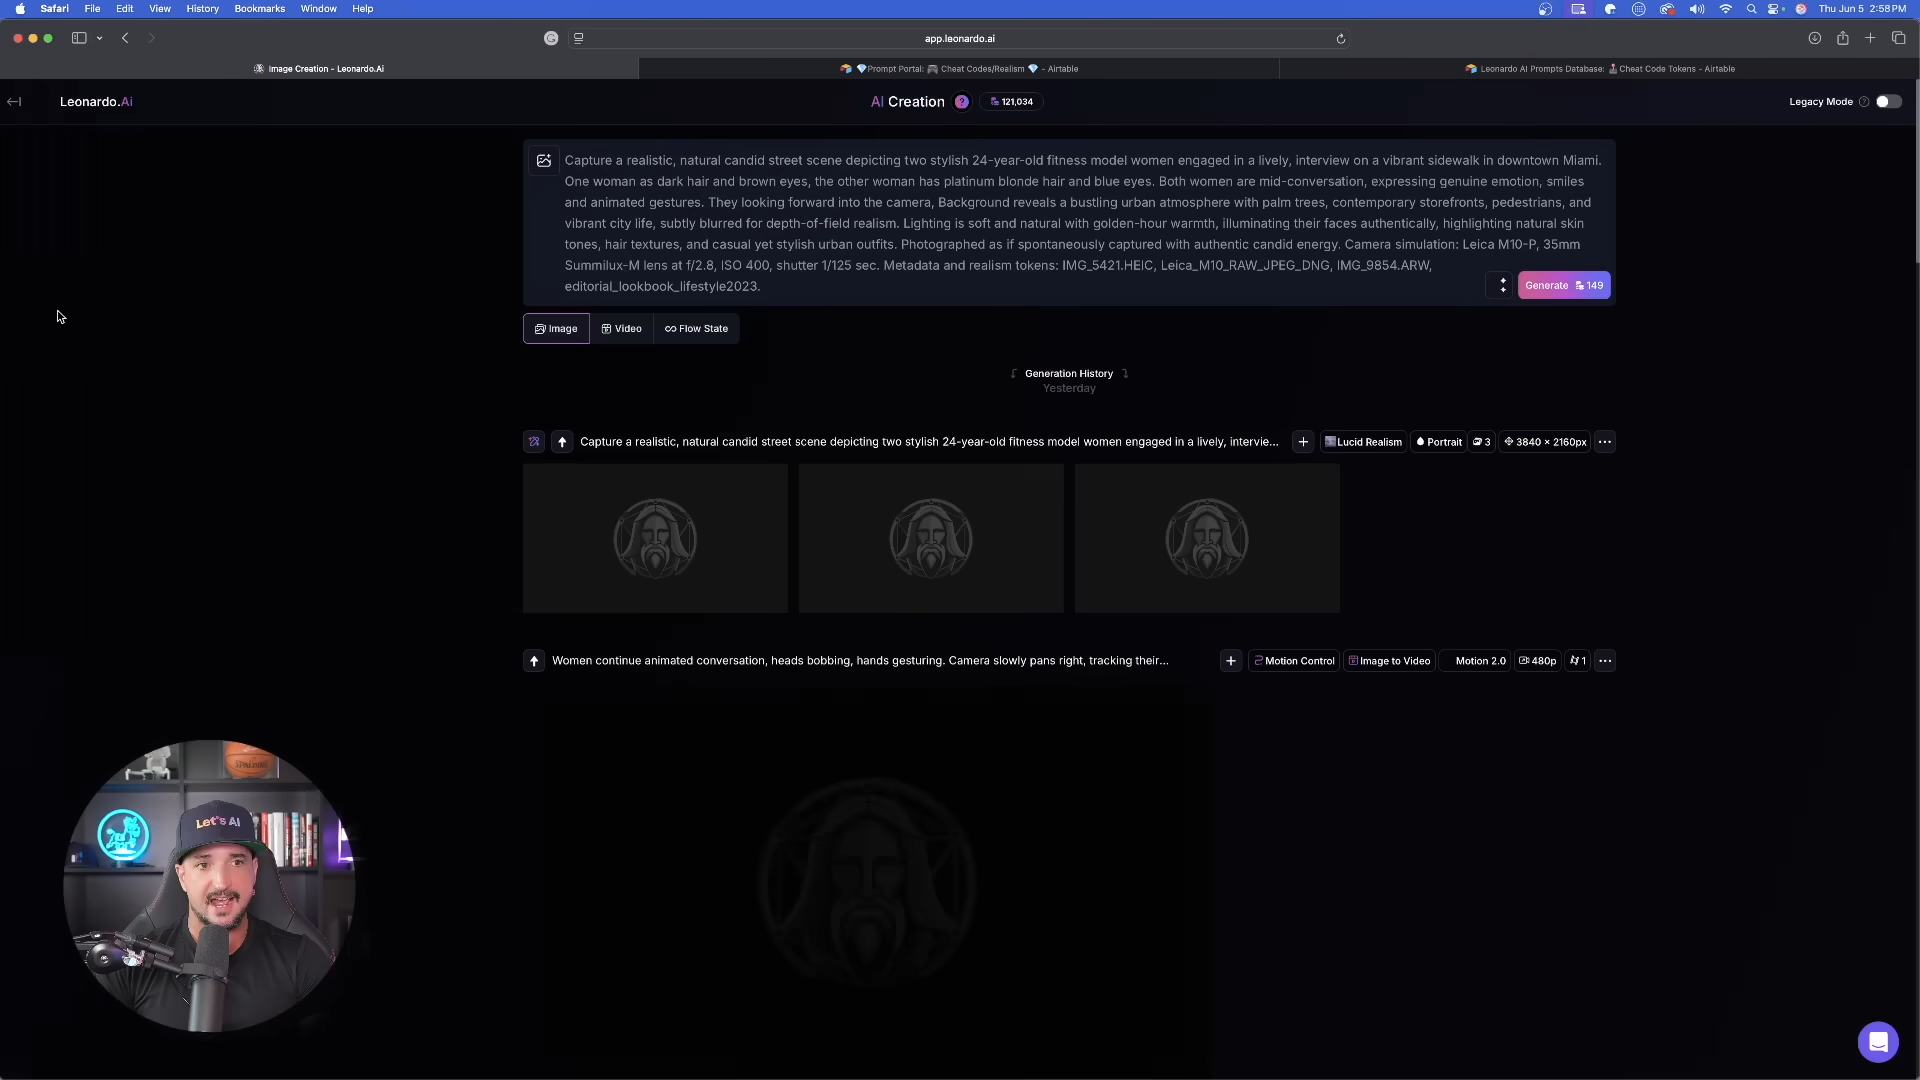 Safari File Edit View History Bookmarks Window Help Thu Jun 5 2:58 PM
app.leonardo.ai
Image Creation - Leonardo.Ai
Prompt Portal: Cheat Codes/Realism - Airtable
Leonardo AI Prompts Database: Cheat Code Tokens - Airtable
Leonardo.Ai
AI Creation ? 121,034
Legacy Mode ?
Capture a realistic, natural candid street scene depicting two stylish 24-year-old fitness model women engaged in a lively, interview on a vibrant sidewalk in downtown Miami.
One woman as dark hair and brown eyes, the other woman has platinum blonde hair and blue eyes. Both women are mid-conversation, expressing genuine emotion, smiles
and animated gestures. They looking forward into the camera, Background reveals a bustling urban atmosphere with palm trees, contemporary storefronts, pedestrians, and
vibrant city life, subtly blurred for depth-of-field realism. Lighting is soft and natural with golden-hour warmth, illuminating their faces authentically, highlighting natural skin
tones, hair textures, and casual yet stylish urban outfits. Photographed as if spontaneously captured with authentic candid energy. Camera simulation: Leica M10-P, 35mm
Summilux-M lens at f/2.8, ISO 400, shutter 1/125 sec. Metadata and realism tokens: IMG_5421.HEIC, Leica_M10_RAW_JPEG_DNG, IMG_9854.ARW,
editorial_lookbook_lifestyle2023.
Generate 149
Image Video Flow State
Generation History
Yesterday
Capture a realistic, natural candid street scene depicting two stylish 24-year-old fitness model women engaged in a lively, intervie... Lucid Realism Portrait 3 3840 × 2160px
Women continue animated conversation, heads bobbing, hands gesturing. Camera slowly pans right, tracking their... Motion Control Image to Video Motion 2.0 480p 1
SPALDING
Let's AI